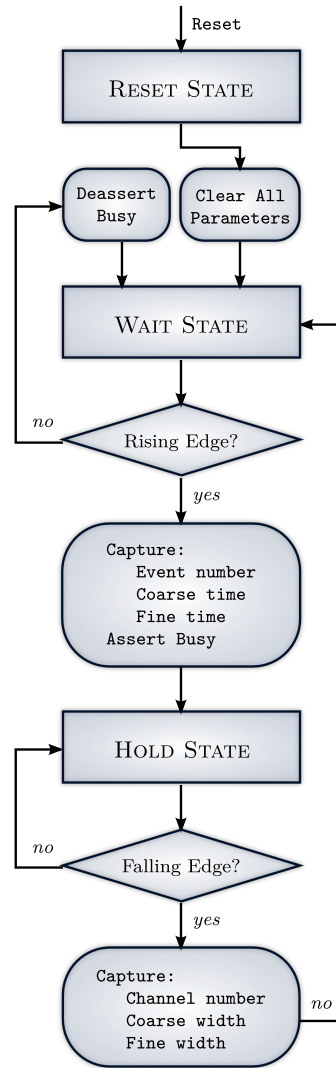 Reset
RESET STATE
Deassert
Busy
Clear All
Parameters
WAIT STATE
no
Rising Edge?
yes
Capture:
Event number
Coarse time
Fine time
Assert Busy
HOLD STATE
no
Falling Edge?
yes
Capture:
Channel number
Coarse width
Fine width
no